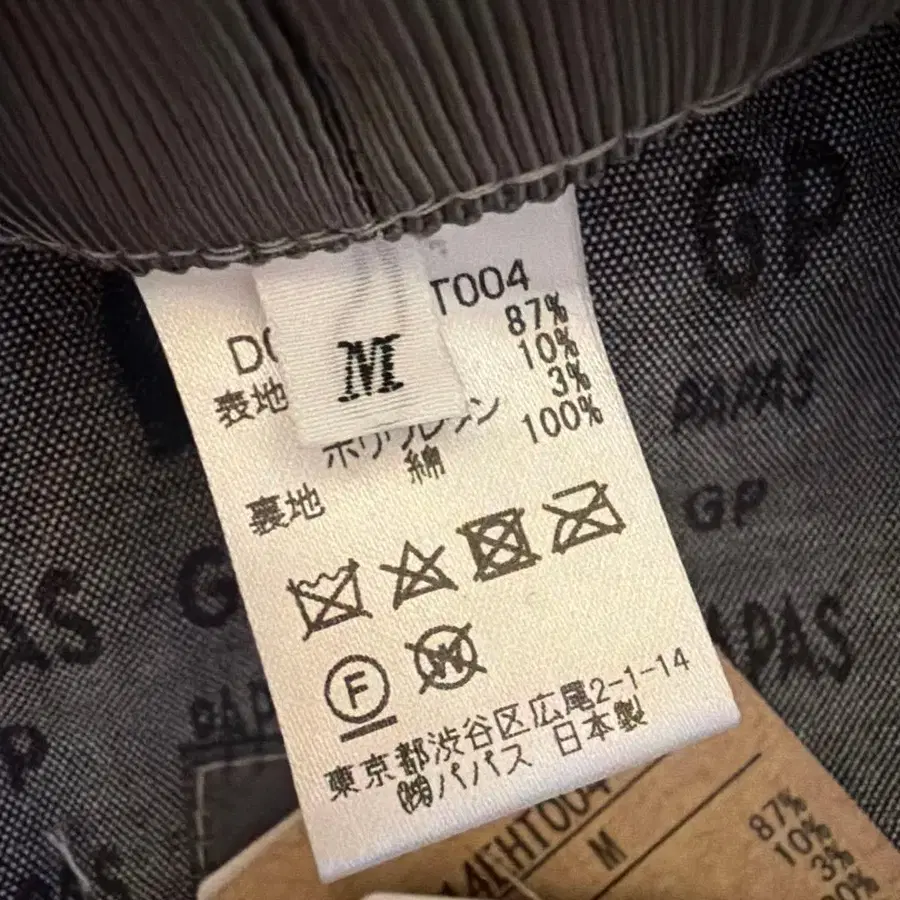 T004
M
表地
87%
10%
3%
ポリウレタン
100%
綿
裏地
F
W
東京都渋谷区広尾2-1-14
㈱パパス 日本製
GP
PAPAS
GP
PAPAS
14EHT004
M
87%
10%
3%